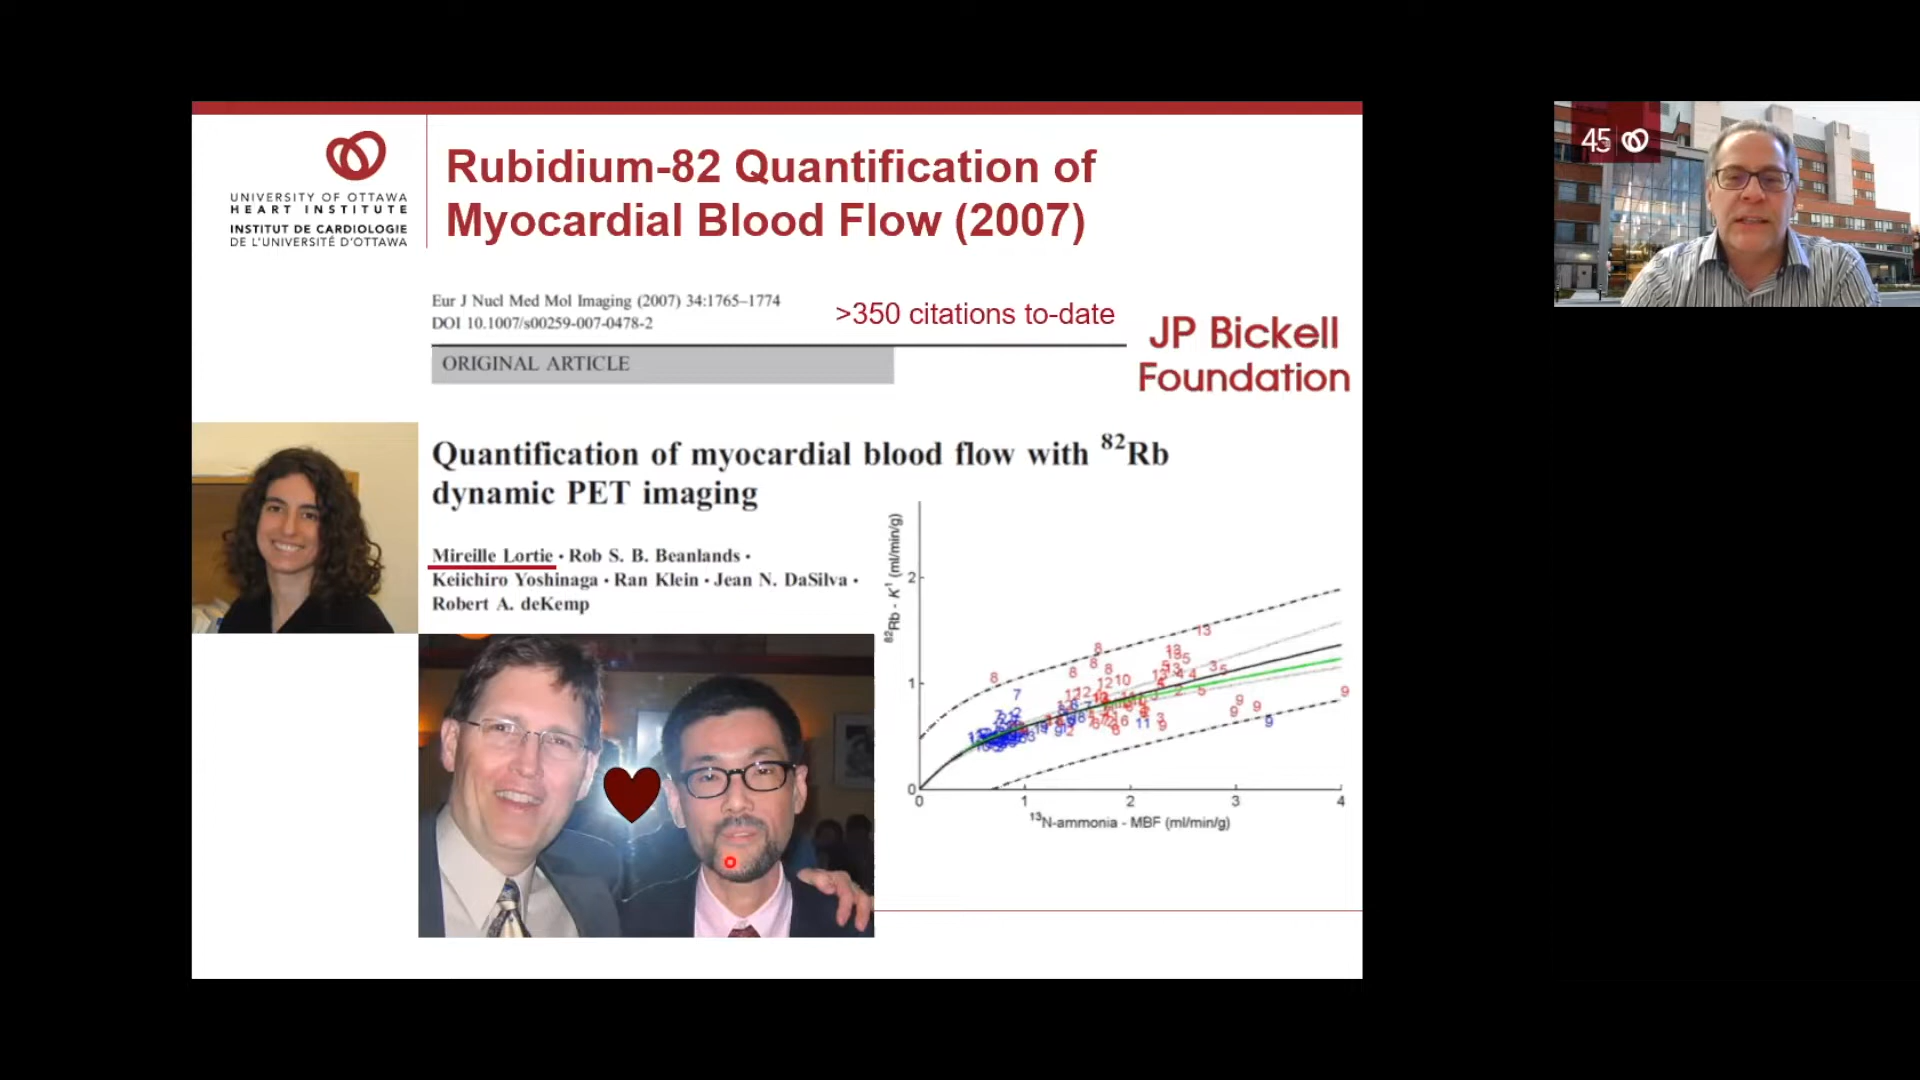 UNIVERSITY OF OTTAWA
HEART INSTITUTE
INSTITUT DE CARDIOLOGIE
DE L'UNIVERSITÉ D'OTTAWA
Rubidium-82 Quantification of
Myocardial Blood Flow (2007)
45
Eur J Nucl Med Mol Imaging (2007) 34:1765–1774
DOI 10.1007/s00259-007-0478-2
>350 citations to-date
JP Bickell
Foundation
ORIGINAL ARTICLE
Quantification of myocardial blood flow with ⁸²Rb
dynamic PET imaging
Mireille Lortie · Rob S. B. Beanlands ·
Keiichiro Yoshinaga · Ran Klein · Jean N. DaSilva ·
Robert A. deKemp
⁸²Rb - K¹ (ml/min/g)
2
1
0
0 1 2 3 4
¹³N-ammonia - MBF (ml/min/g)